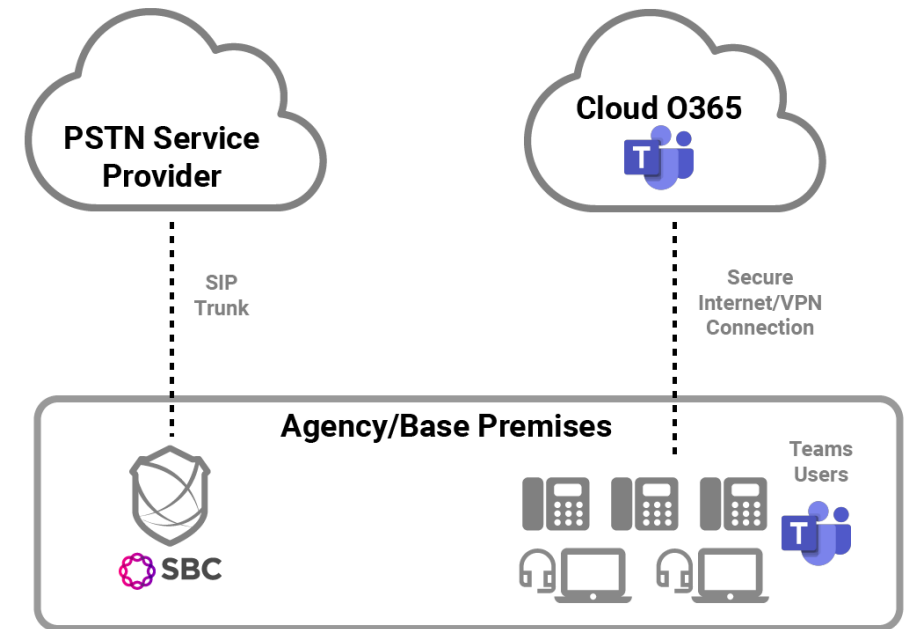 PSTN Service
Provider
Cloud O365
T
SIP
Trunk
Secure
Internet/VPN
Connection
Agency/Base Premises
Teams
Users
T
SBC